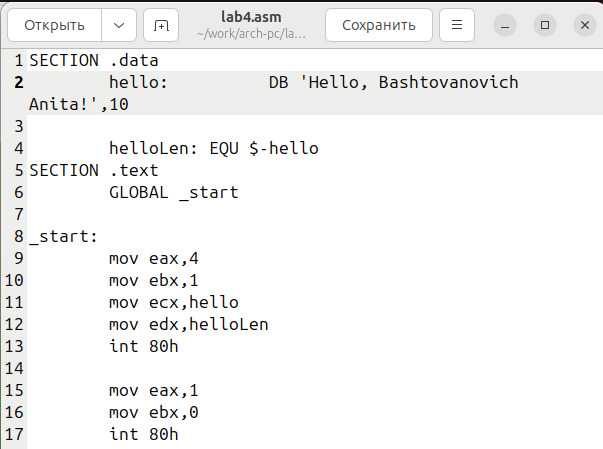 Открыть
lab4.asm
~/work/arch-pc/la...
Сохранить
1 SECTION .data
2 hello: DB 'Hello, Bashtovanovich
Anita!',10
3
4 helloLen: EQU $-hello
5 SECTION .text
6 GLOBAL _start
7
8 _start:
9 mov eax,4
10 mov ebx,1
11 mov ecx,hello
12 mov edx,helloLen
13 int 80h
14
15 mov eax,1
16 mov ebx,0
17 int 80h